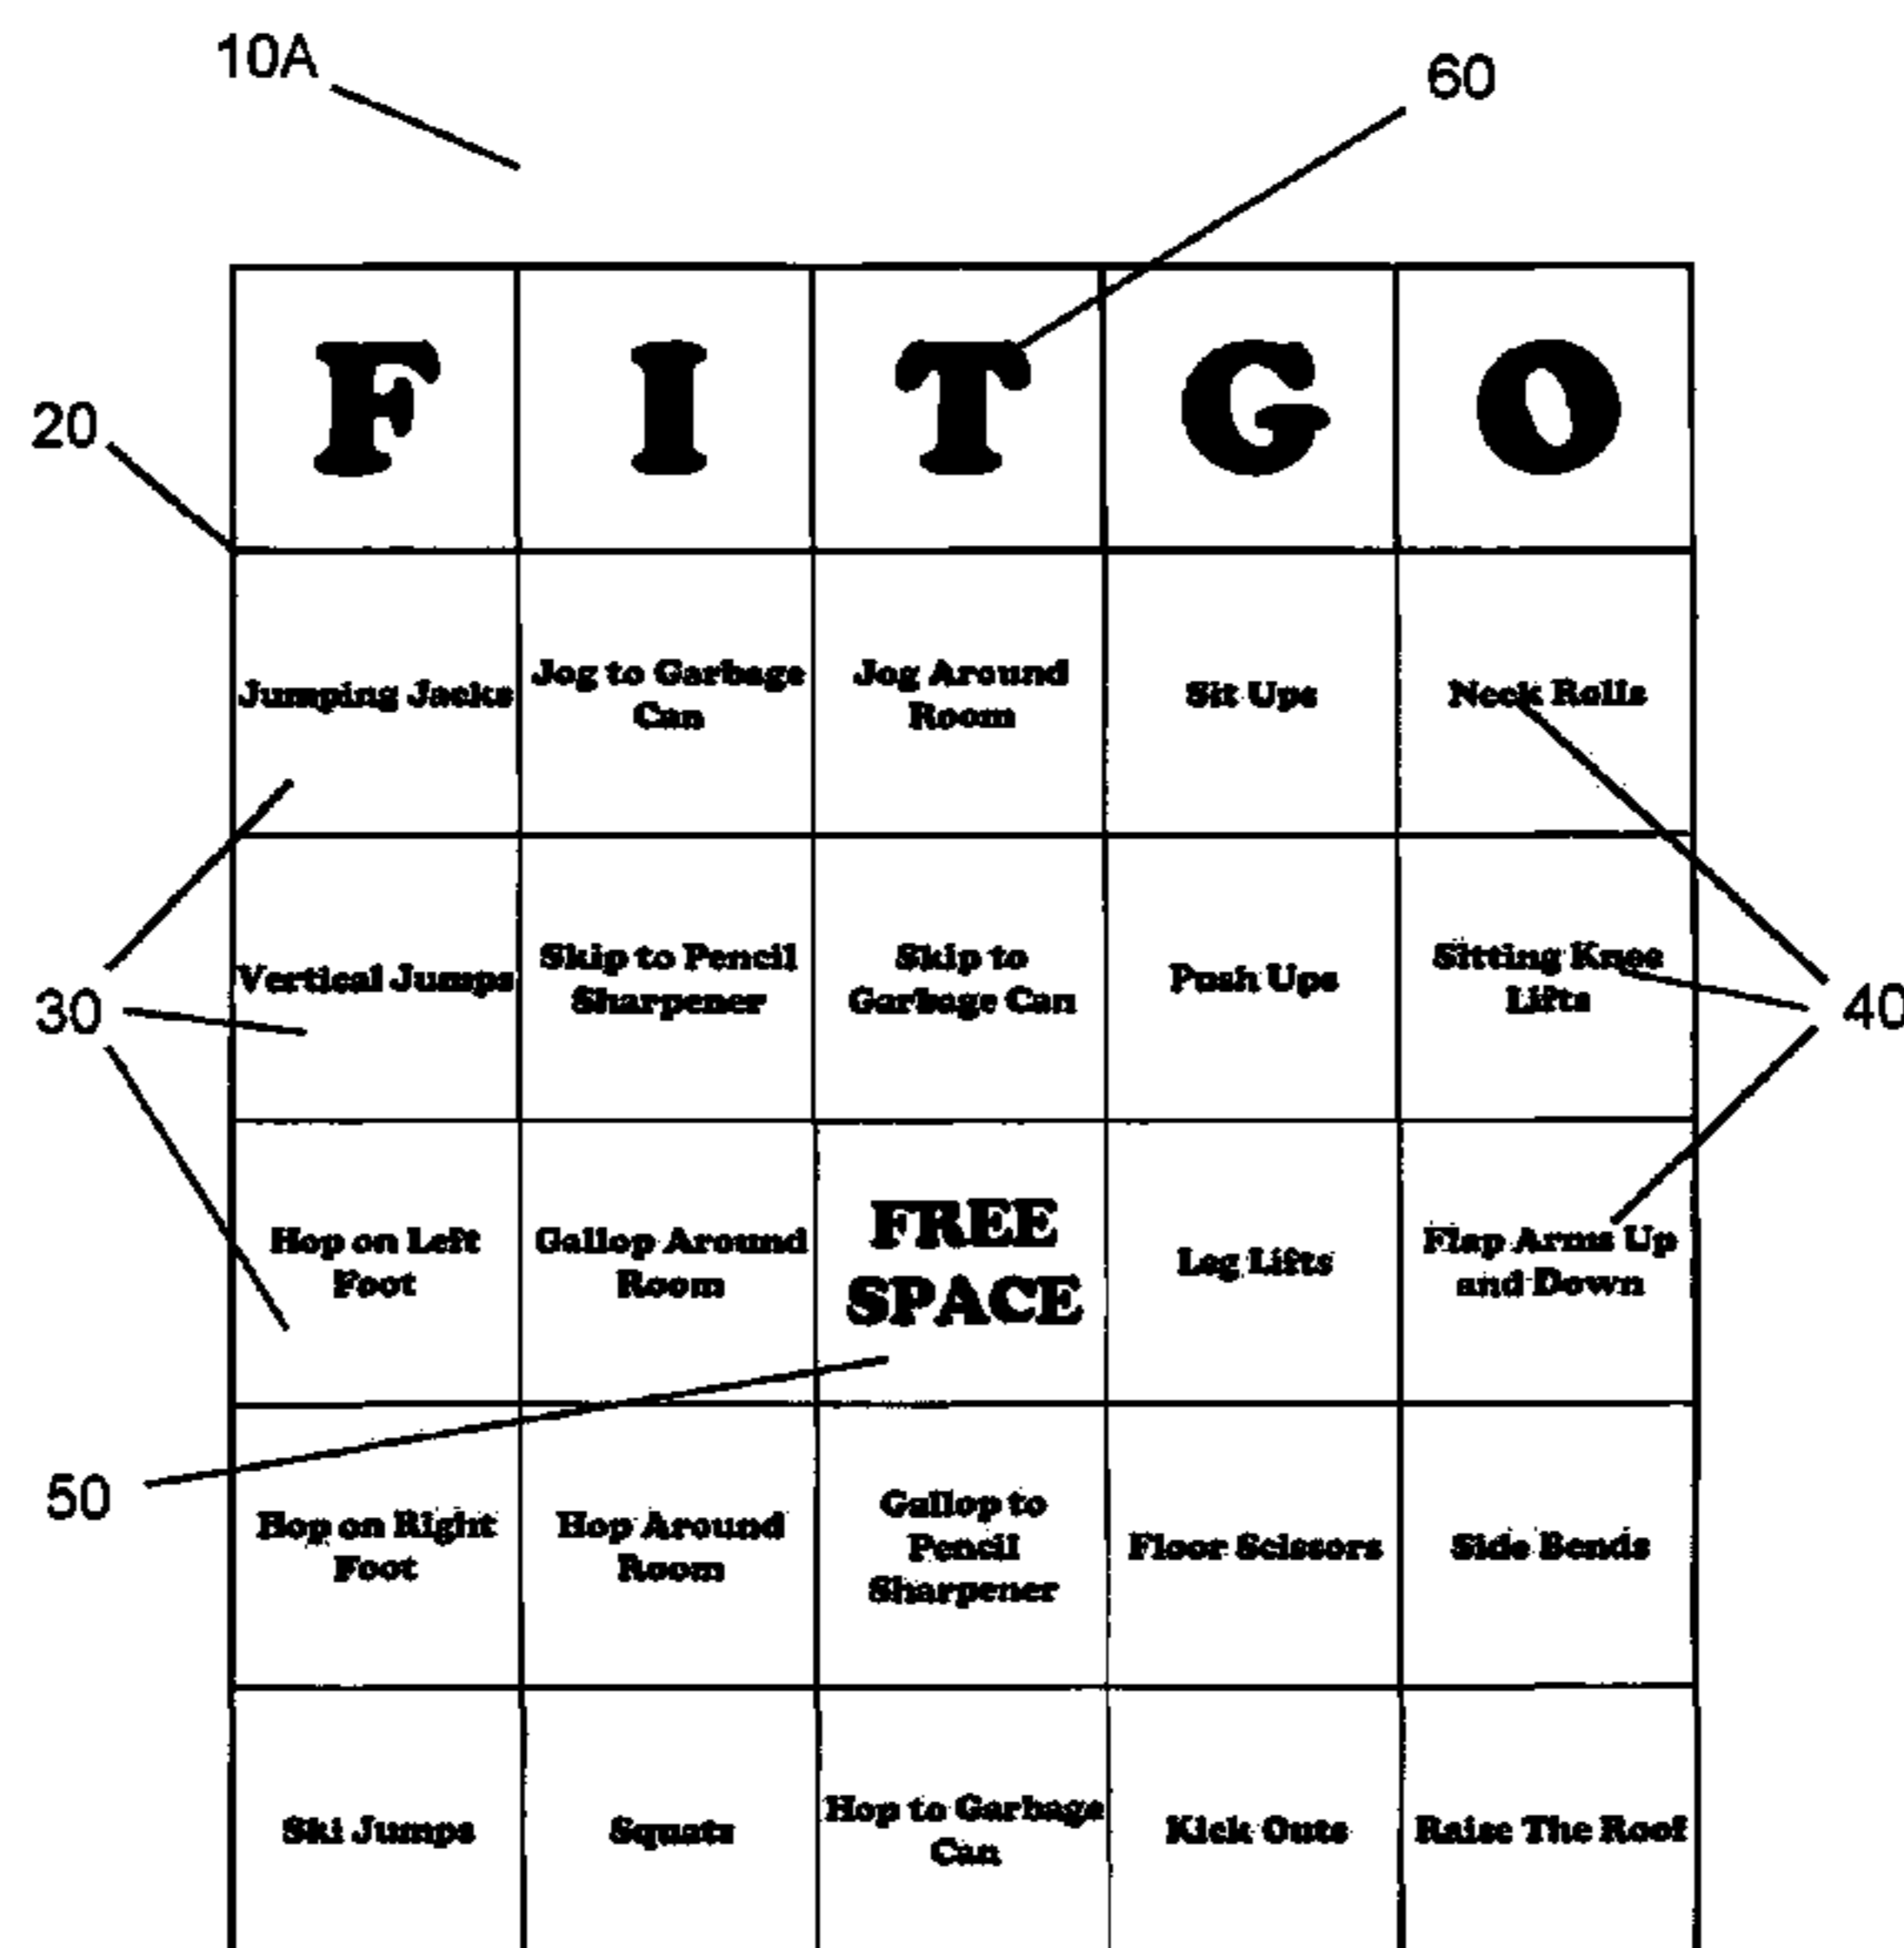 10A
60
F I T G O
20
Jumping Jacks
Jog to Garbage
Can
Jog Around
Room
Sit Ups
Neck Rolls
Vertical Jumps
Skip to Pencil
Sharpener
Skip to
Garbage Can
Push Ups
Sitting Knee
Lifts
30
40
Hop on Left
Foot
Gallop Around
Room
FREE
SPACE
Leg Lifts
Flap Arms Up
and Down
50
Hop on Right
Foot
Hop Around
Room
Gallop to
Pencil
Sharpener
Floor Scissors
Side Bends
Ski Jumps
Squats
Hop to Garbage
Can
Kick Outs
Raise The Roof